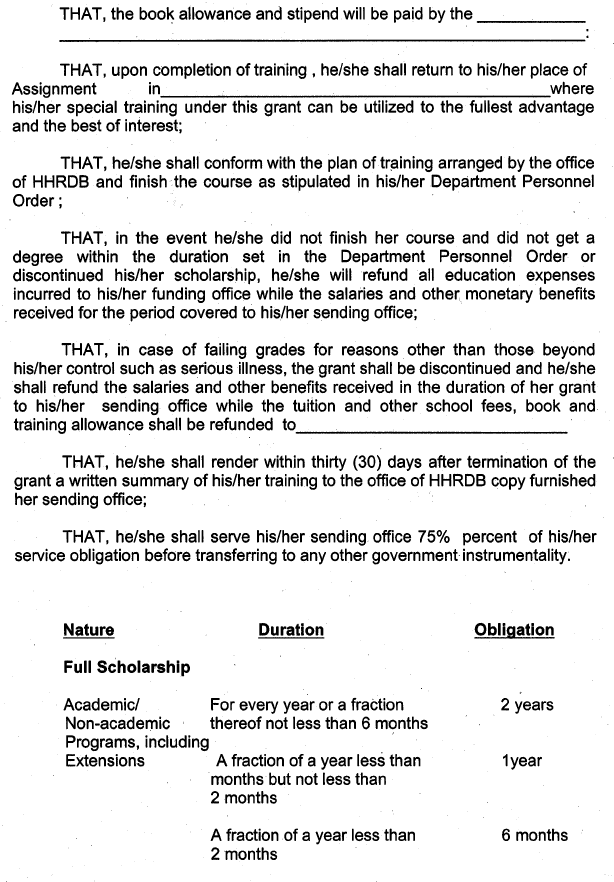 THAT, the book allowance and stipend will be paid by the ____________
__________________________________________________________:
THAT, upon completion of training , he/she shall return to his/her place of
Assignment in___________________________________________where
his/her special training under this grant can be utilized to the fullest advantage
and the best of interest;
THAT, he/she shall conform with the plan of training arranged by the office
of HHRDB and finish the course as stipulated in his/her Department Personnel
Order ;
THAT, in the event he/she did not finish her course and did not get a
degree within the duration set in the Department Personnel Order or
discontinued his/her scholarship, he/she will refund all education expenses
incurred to his/her funding office while the salaries and other monetary benefits
received for the period covered to his/her sending office;
THAT, in case of failing grades for reasons other than those beyond
his/her control such as serious illness, the grant shall be discontinued and he/she
shall refund the salaries and other benefits received in the duration of her grant
to his/her sending office while the tuition and other school fees, book and
training allowance shall be refunded to______________________________
THAT, he/she shall render within thirty (30) days after termination of the
grant a written summary of his/her training to the office of HHRDB copy furnished
her sending office;
THAT, he/she shall serve his/her sending office 75% percent of his/her
service obligation before transferring to any other government instrumentality.
Nature Duration Obligation
Full Scholarship
Academic/ For every year or a fraction 2 years
Non-academic thereof not less than 6 months
Programs, including
Extensions A fraction of a year less than 1year
months but not less than
2 months
A fraction of a year less than 6 months
2 months